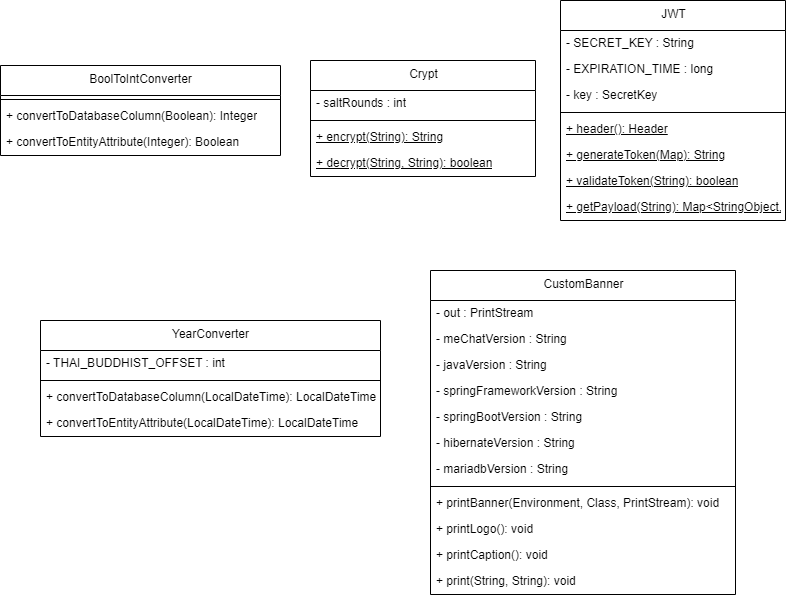 BoolToIntConverter
+ convertToDatabaseColumn(Boolean): Integer
+ convertToEntityAttribute(Integer): Boolean
Crypt
- saltRounds : int
+ encrypt(String): String
+ decrypt(String, String): boolean
JWT
- SECRET_KEY : String
- EXPIRATION_TIME : long
- key : SecretKey
+ header(): Header
+ generateToken(Map): String
+ validateToken(String): boolean
+ getPayload(String): Map<StringObject,
YearConverter
- THAI_BUDDHIST_OFFSET : int
+ convertToDatabaseColumn(LocalDateTime): LocalDateTime
+ convertToEntityAttribute(LocalDateTime): LocalDateTime
CustomBanner
- out : PrintStream
- meChatVersion : String
- javaVersion : String
- springFrameworkVersion : String
- springBootVersion : String
- hibernateVersion : String
- mariadbVersion : String
+ printBanner(Environment, Class, PrintStream): void
+ printLogo(): void
+ printCaption(): void
+ print(String, String): void